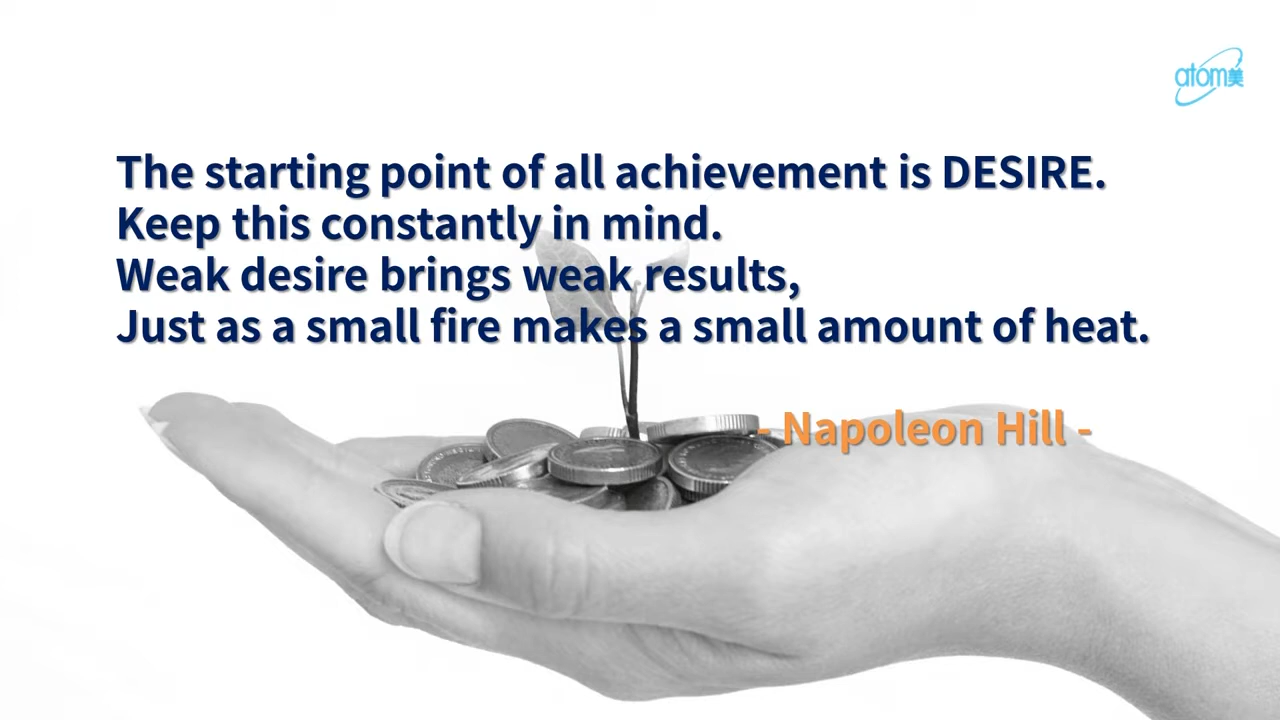 atom美
The starting point of all achievement is DESIRE.
Keep this constantly in mind.
Weak desire brings weak results,
Just as a small fire makes a small amount of heat.
- Napoleon Hill -